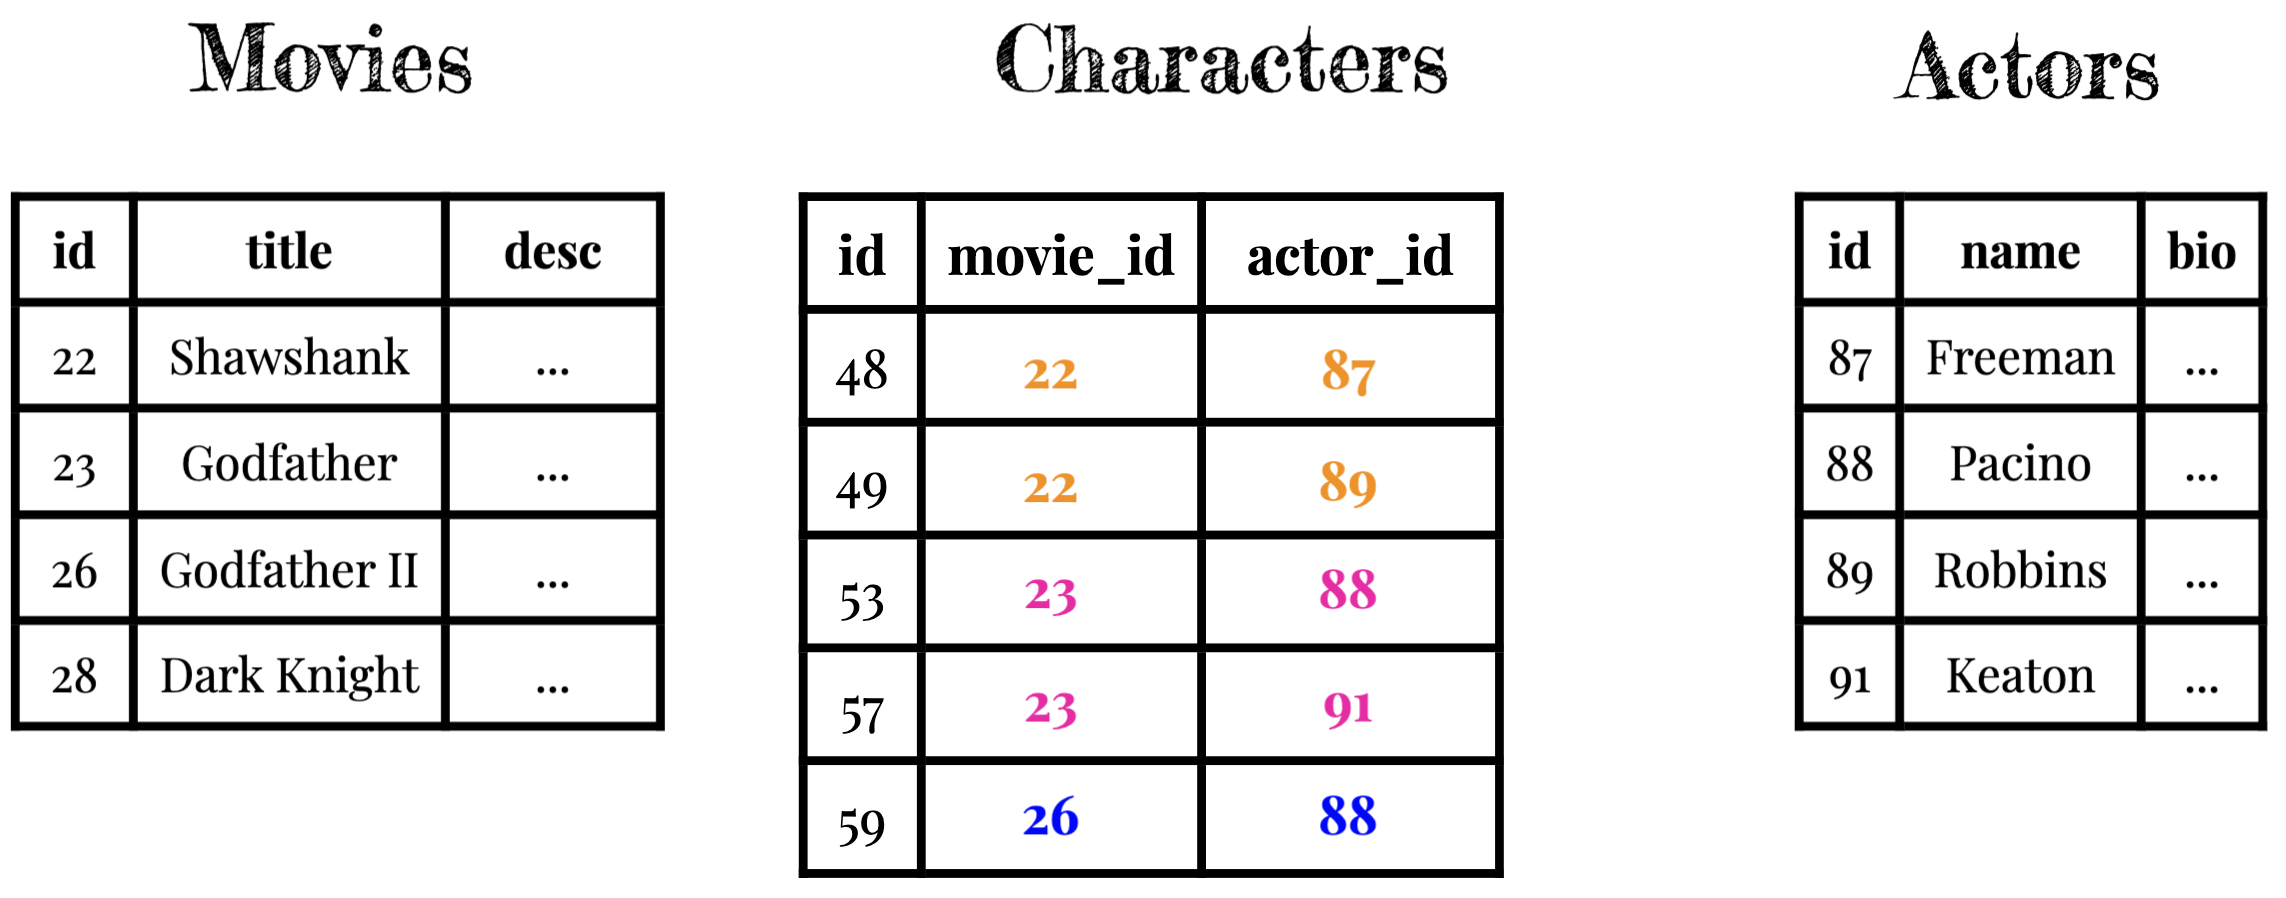 Movies
id title desc
22 Shawshank ...
23 Godfather ...
26 Godfather II ...
28 Dark Knight ...
Characters
id movie_id actor_id
48 22 87
49 22 89
53 23 88
57 23 91
59 26 88
Actors
id name bio
87 Freeman ...
88 Pacino ...
89 Robbins ...
91 Keaton ...